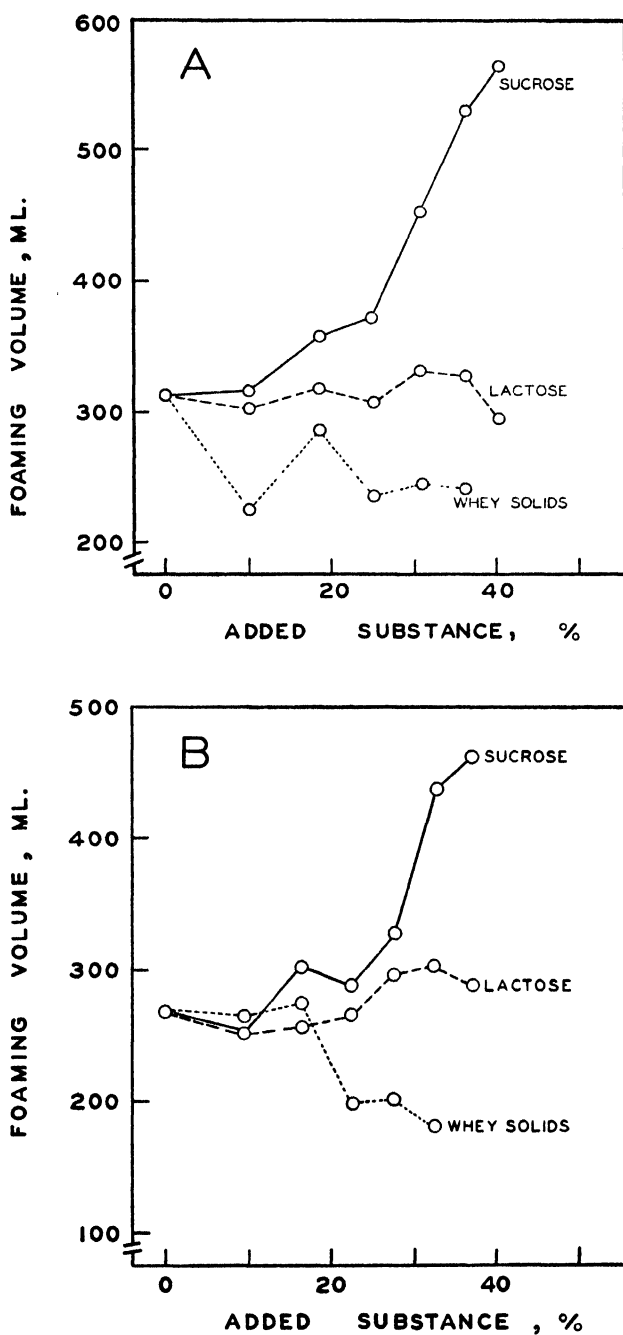 600
A
SUCROSE
500
400
LACTOSE
300
WHEY SOLIDS
200
FOAMING VOLUME, ML.
0 20 40
ADDED SUBSTANCE, %
500
B
SUCROSE
400
300
LACTOSE
200
WHEY SOLIDS
100
FOAMING VOLUME, ML.
0 20 40
ADDED SUBSTANCE, %